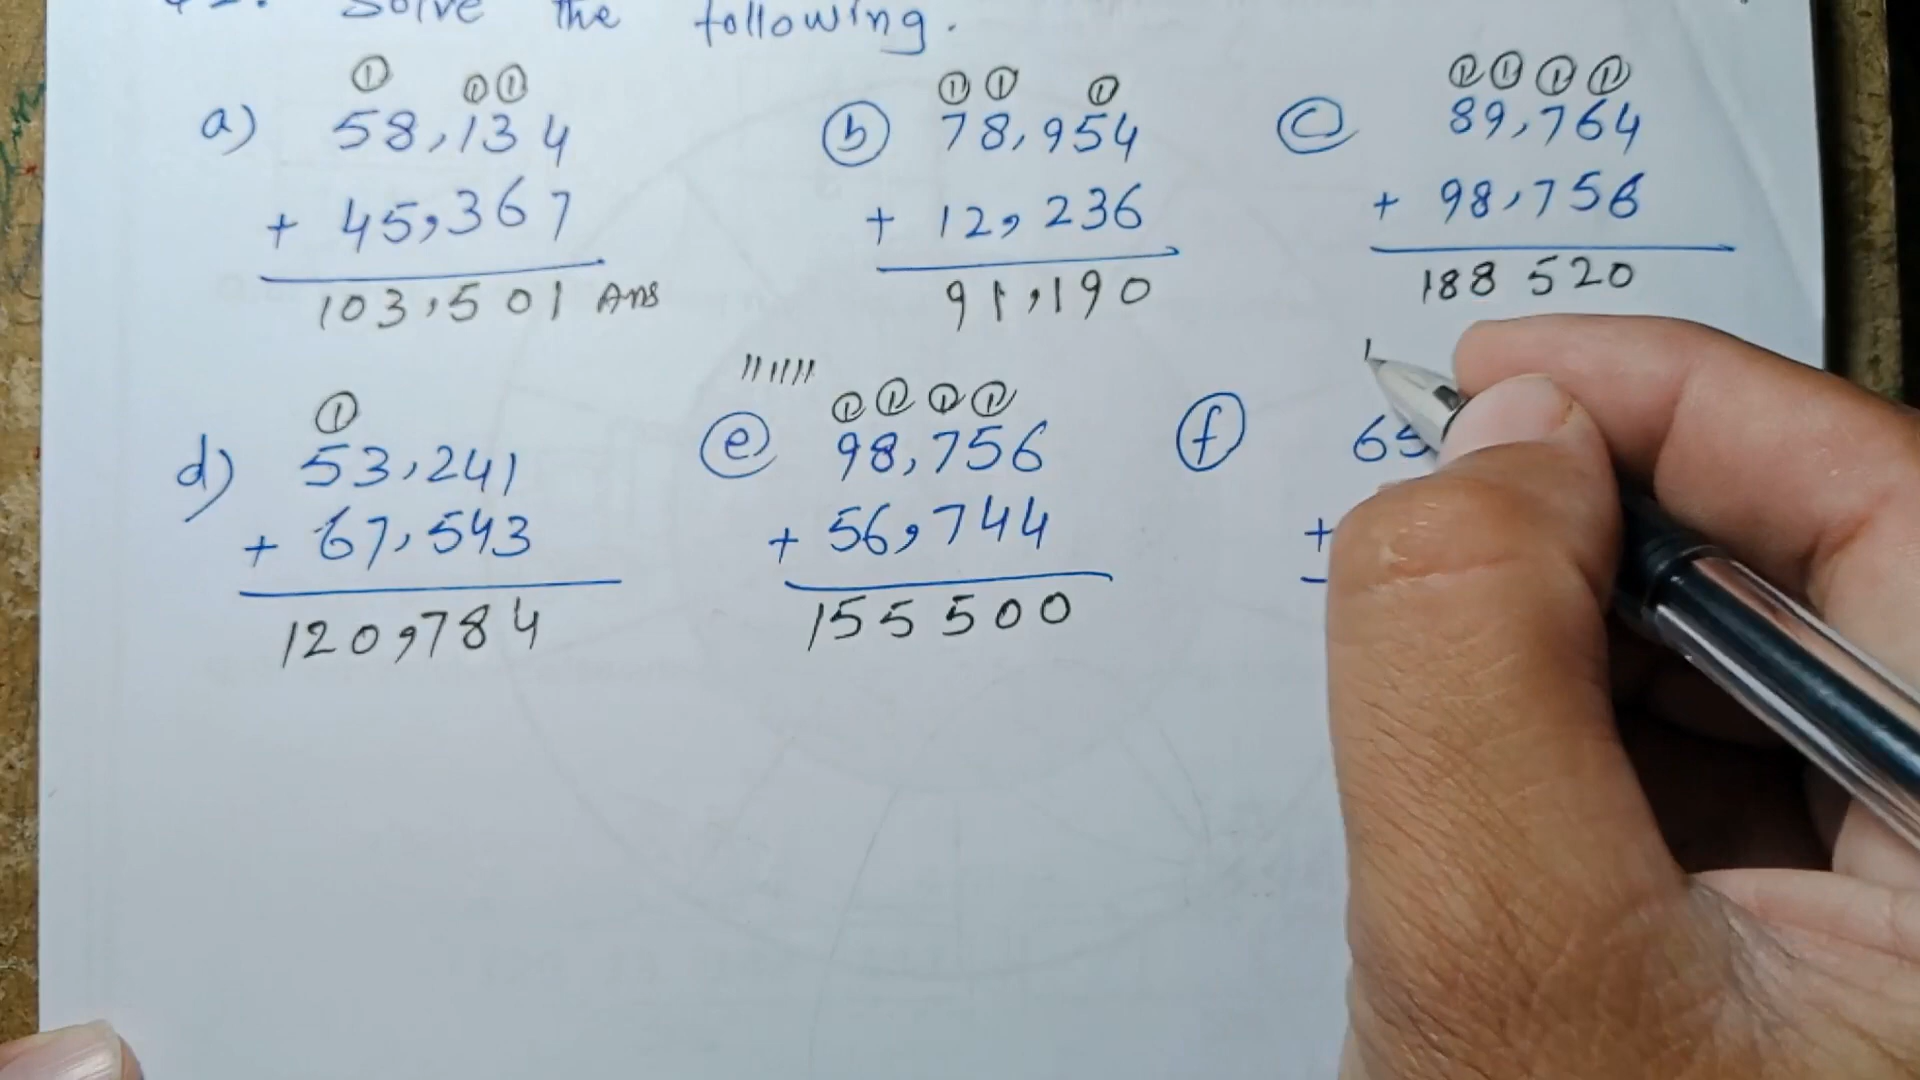 Solve the following.
① ①① ①① ① ①①①①
a) 58,134 ⓑ 78,954 ⓒ 89,764
+ 45,367 + 12,236 + 98,756
103,501 Ans 91,190 188 520
① ①①①①
d) 53,241 ⓔ 98,756 ⓕ 65
+ 67,543 + 56,744 +
120,784 155 500